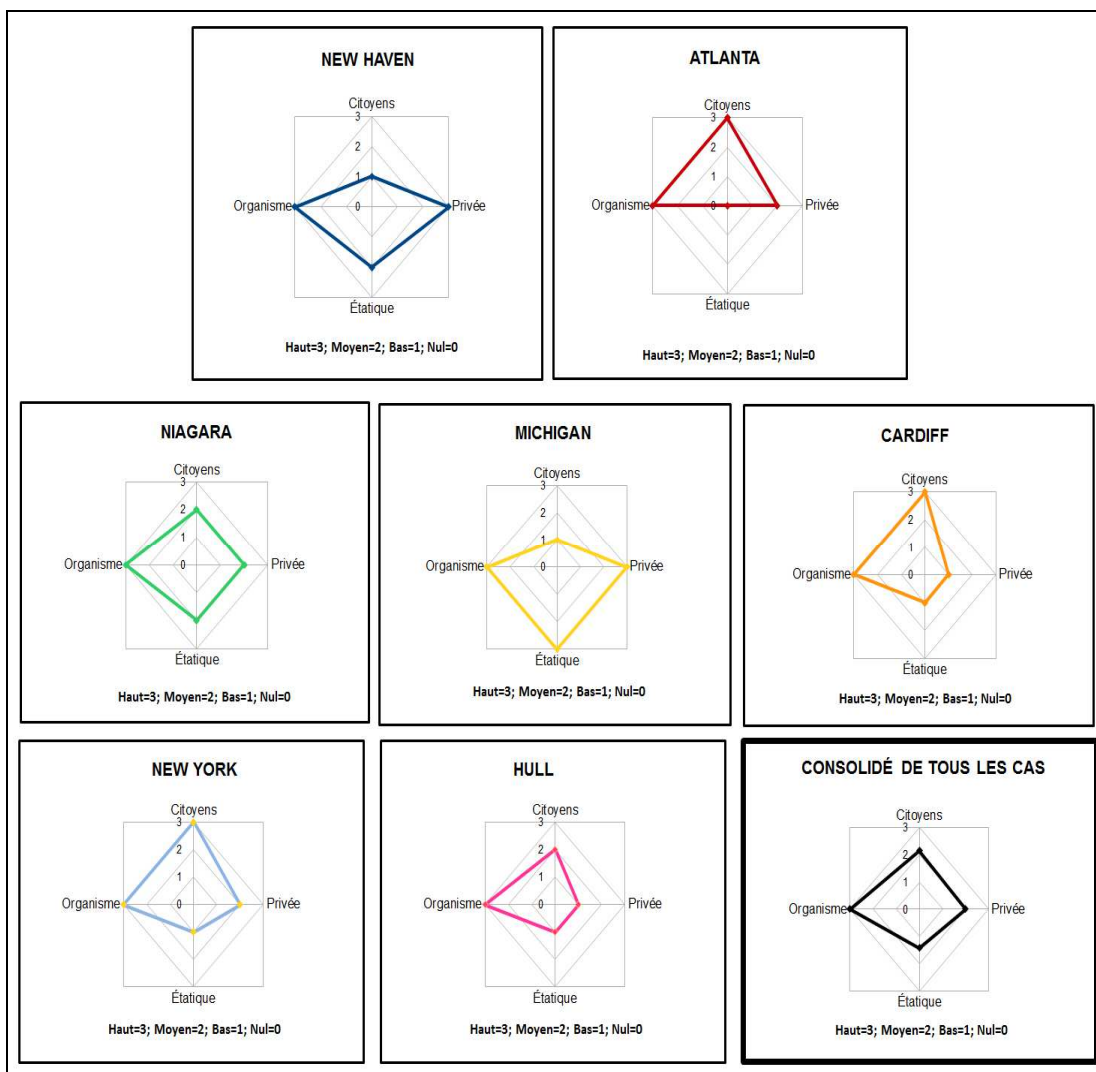 NEW HAVEN
Citoyens
3
2
1
0
Organisme
Privée
Étatique
Haut=3; Moyen=2; Bas=1; Nul=0
ATLANTA
Citoyens
3
2
1
0
Organisme
Privée
Étatique
Haut=3; Moyen=2; Bas=1; Nul=0
NIAGARA
Citoyens
3
2
1
0
Organisme
Privée
Étatique
Haut=3; Moyen=2; Bas=1; Nul=0
MICHIGAN
Citoyens
3
2
1
0
Organisme
Privée
Étatique
Haut=3; Moyen=2; Bas=1; Nul=0
CARDIFF
Citoyens
3
2
1
0
Organisme
Privée
Étatique
Haut=3; Moyen=2; Bas=1; Nul=0
NEW YORK
Citoyens
3
2
1
0
Organisme
Privée
Étatique
Haut=3; Moyen=2; Bas=1; Nul=0
HULL
Citoyens
3
2
1
0
Organisme
Privée
Étatique
Haut=3; Moyen=2; Bas=1; Nul=0
CONSOLIDÉ DE TOUS LES CAS
Citoyens
3
2
1
0
Organisme
Privée
Étatique
Haut=3; Moyen=2; Bas=1; Nul=0